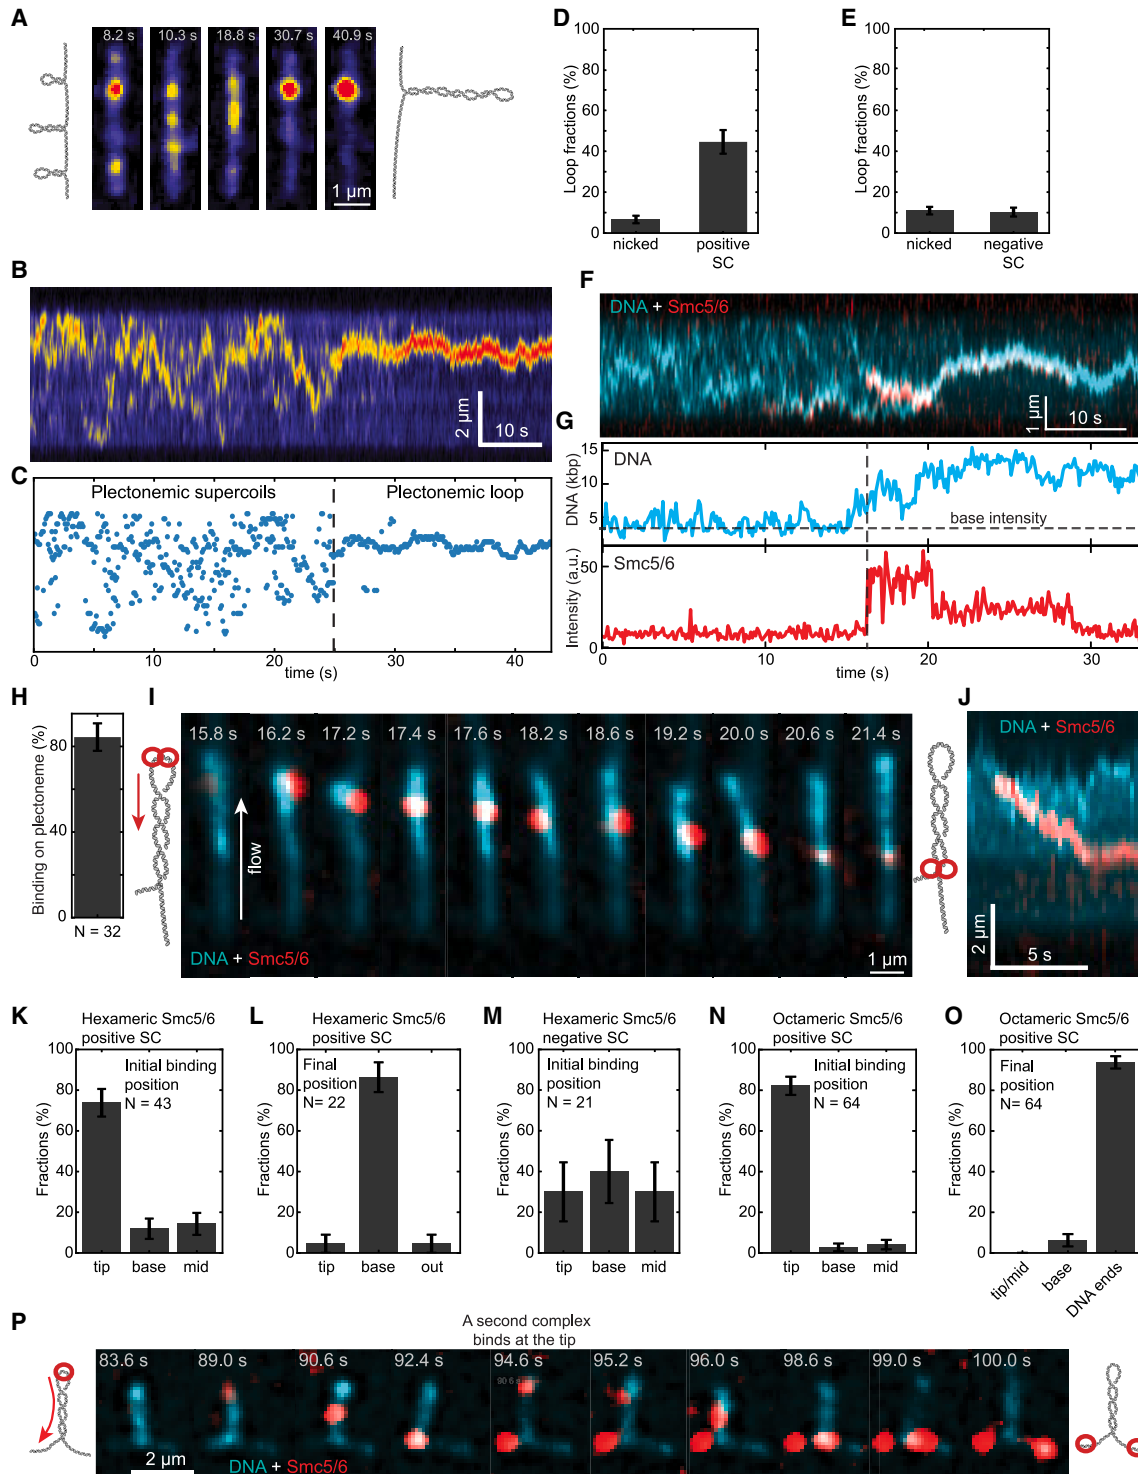 A
8.2 s
10.3 s
18.8 s
30.7 s
40.9 s
1 µm
B
2 µm
10 s
C
Plectonemic supercoils
Plectonemic loop
0
10
20
30
40
time (s)
D
Loop fractions (%)
100
80
60
40
20
0
nicked
positive
SC
E
Loop fractions (%)
100
80
60
40
20
0
nicked
negative
SC
F
DNA + Smc5/6
1 µm
10 s
G
DNA (kbp)
15
10
5
DNA
base intensity
Intensity (a.u.)
50
0
Smc5/6
0
10
20
30
time (s)
H
Binding on plectoneme (%)
80
40
0
N = 32
I
15.8 s
16.2 s
17.2 s
17.4 s
17.6 s
18.2 s
18.6 s
19.2 s
20.0 s
20.6 s
21.4 s
flow
DNA + Smc5/6
1 µm
J
DNA + Smc5/6
2 µm
5 s
K
Hexameric Smc5/6
positive SC
Initial binding
position
N = 43
Fractions (%)
100
80
60
40
20
0
tip
base
mid
L
Hexameric Smc5/6
positive SC
Final
position
N= 22
Fractions (%)
100
80
60
40
20
0
tip
base
out
M
Hexameric Smc5/6
negative SC
Initial binding
position
N = 21
Fractions (%)
100
80
60
40
20
0
tip
base
mid
N
Octameric Smc5/6
positive SC
Initial binding
position
N = 64
Fractions (%)
100
80
60
40
20
0
tip
base
mid
O
Octameric Smc5/6
positive SC
Final
position
N= 64
Fractions (%)
100
80
60
40
20
0
tip/mid
base
DNA ends
P
A second complex
binds at the tip
83.6 s
89.0 s
90.6 s
92.4 s
94.6 s
95.2 s
96.0 s
98.6 s
99.0 s
100.0 s
90 6 s
2 µm
DNA + Smc5/6